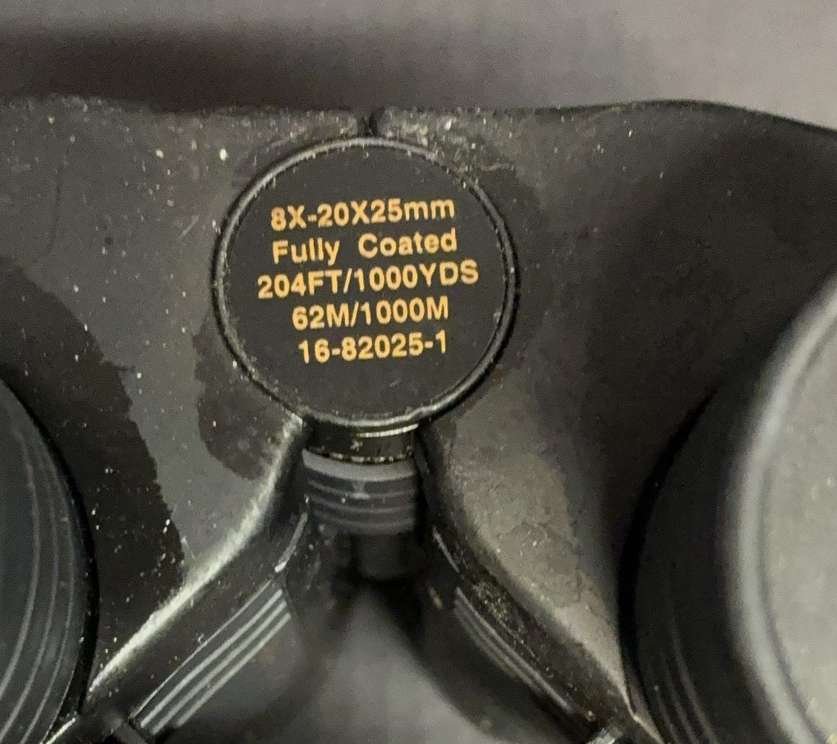 8X-20X25mm
Fully Coated
204FT/1000YDS
62M/1000M
16-82025-1